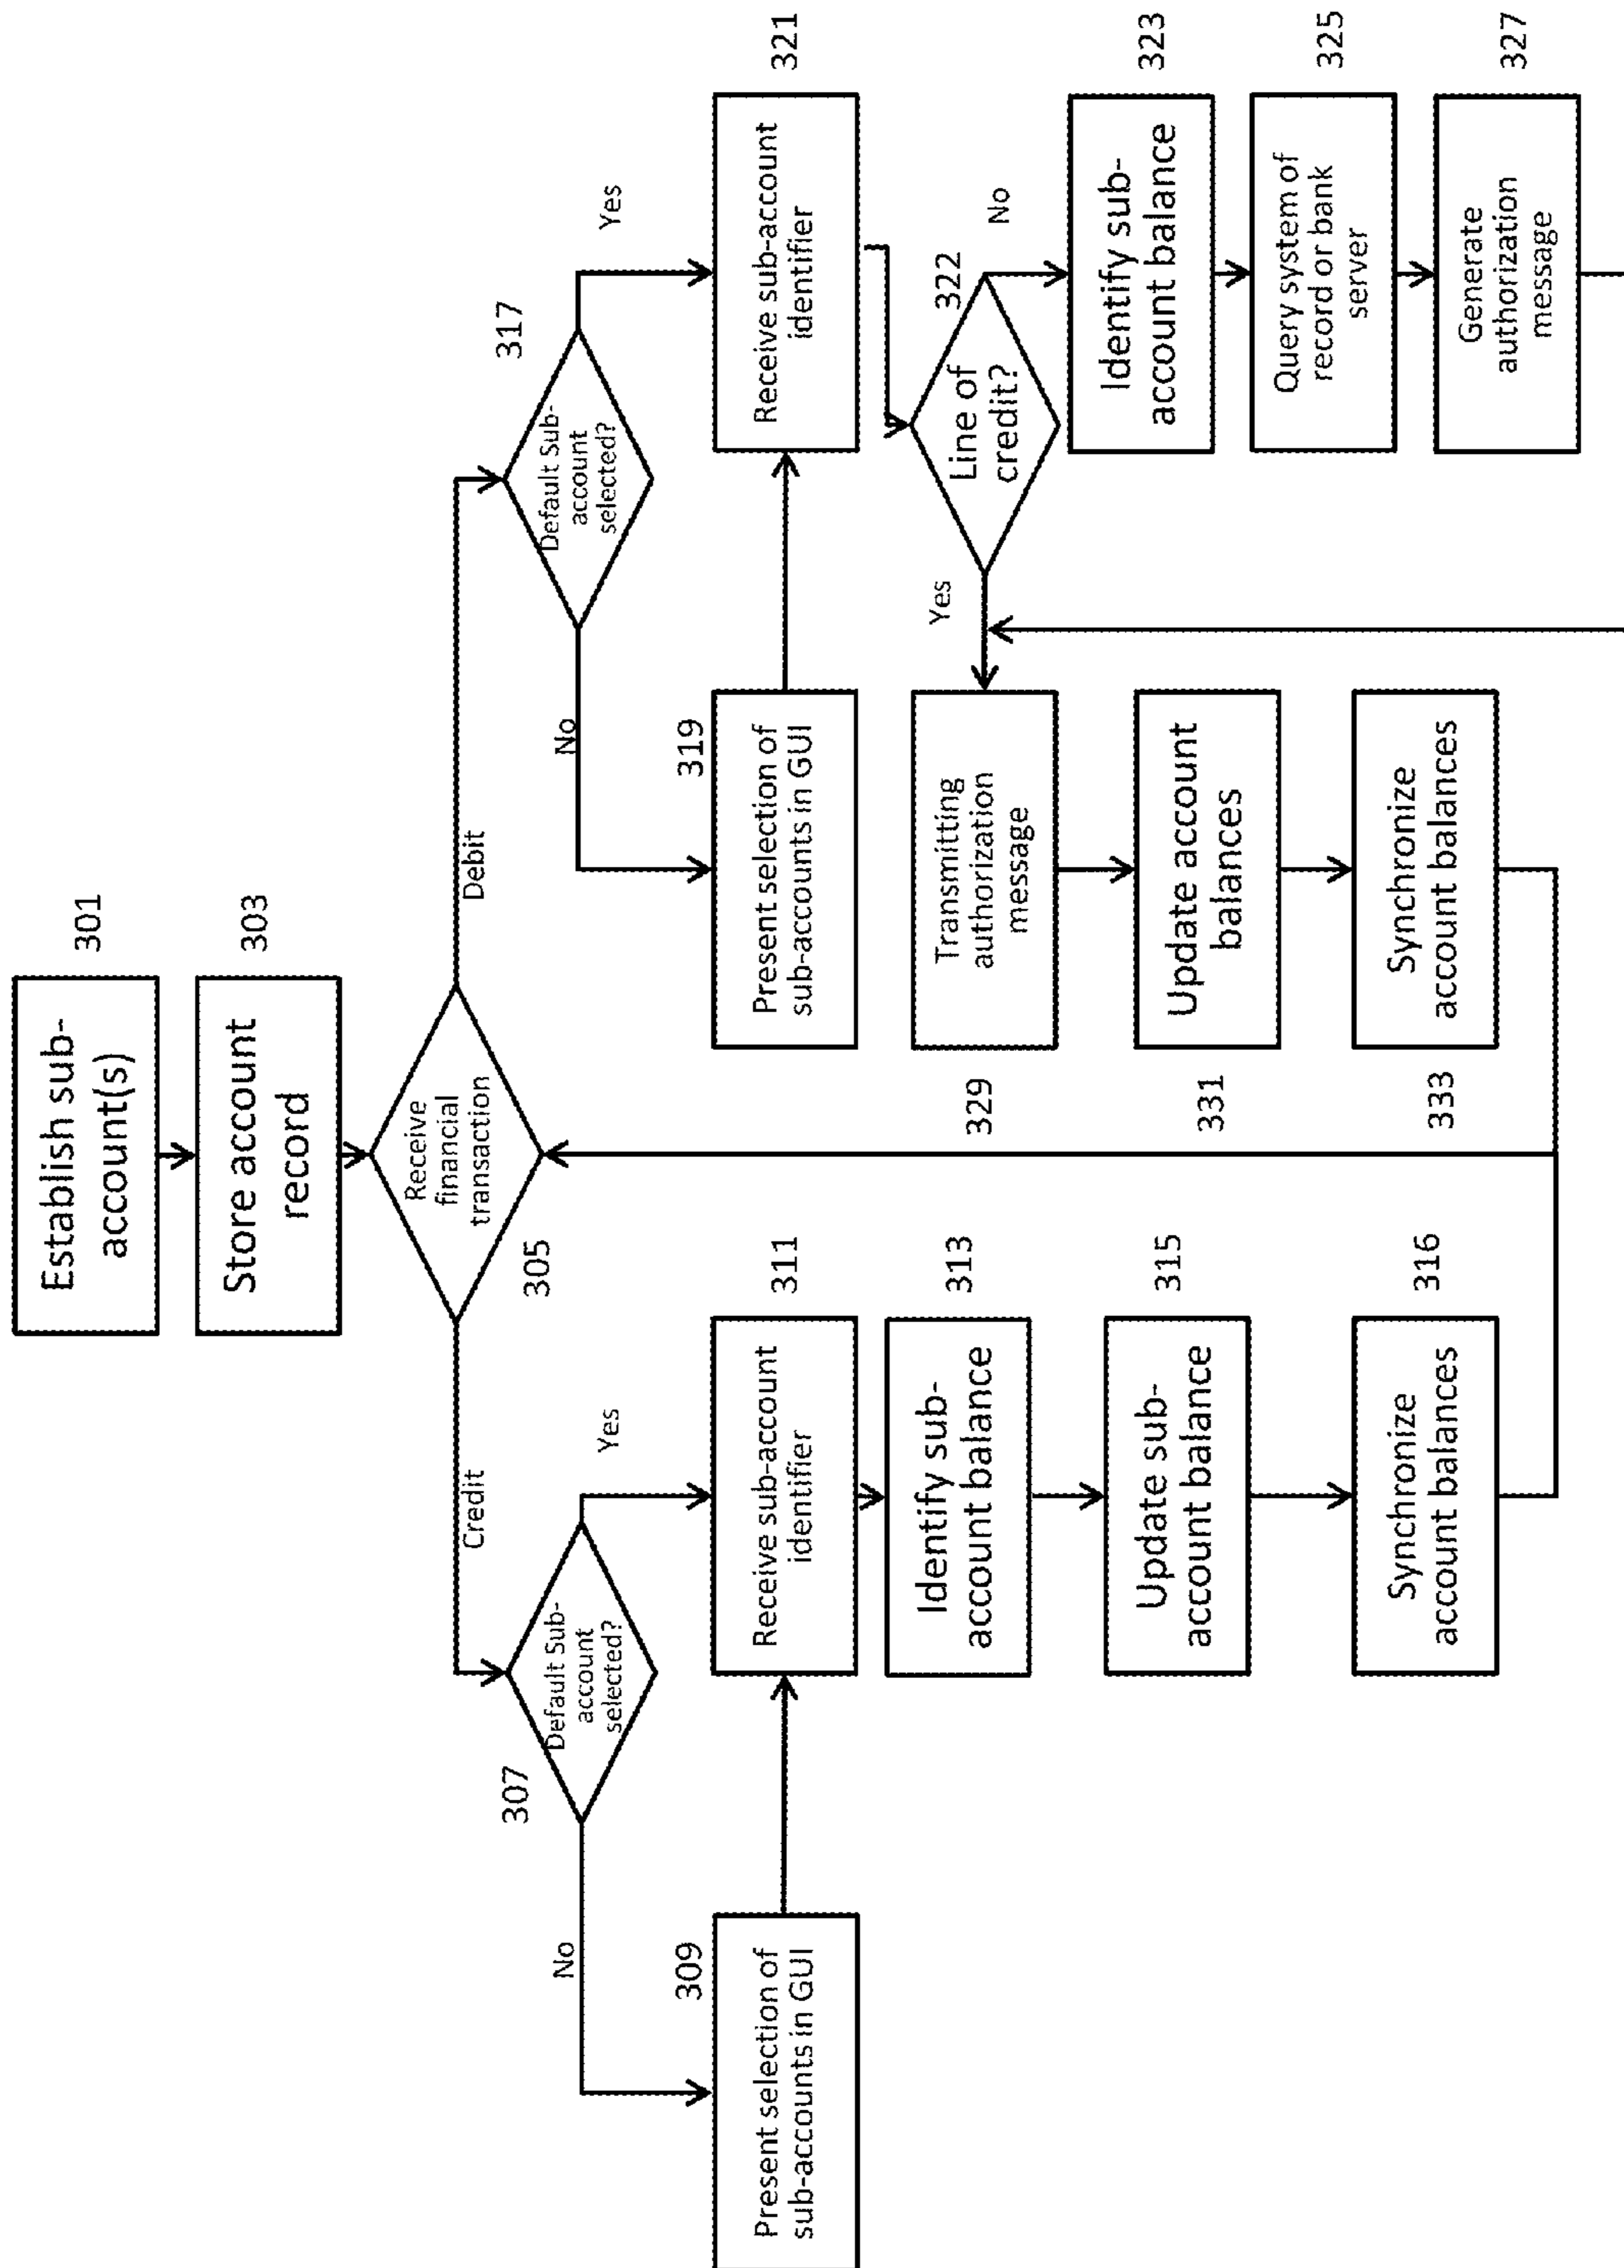 Establish sub-
account(s)
301
Store account
record
303
Receive
financial
transaction
305
Credit
Debit
Default Sub-
account
selected?
307
No
Yes
Present selection of
sub-accounts in GUI
309
Receive sub-account
identifier
311
Identify sub-
account balance
313
Update sub-
account balance
315
Synchronize
account balances
316
Default Sub-
account
selected?
317
No
Yes
Present selection of
sub-accounts in GUI
319
Receive sub-account
identifier
321
Line of
credit?
322
Yes
No
Identify sub-
account balance
323
Query system of
record or bank
server
325
Generate
authorization
message
327
Transmitting
authorization
message
329
Update account
balances
331
Synchronize
account balances
333